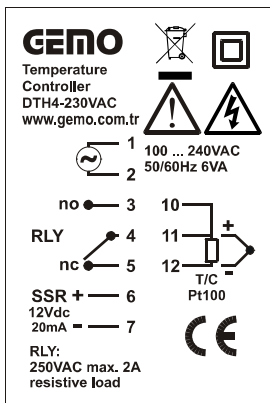 GEMO
Temperature
Controller
DTH4-230VAC
www.gemo.com.tr
100 ... 240VAC
50/60Hz 6VA
1
2
no 3
RLY 4
nc 5
SSR + 6
12Vdc
20mA - 7
10
11 +
12 -
T/C
Pt100
RLY:
250VAC max. 2A
resistive load
CE